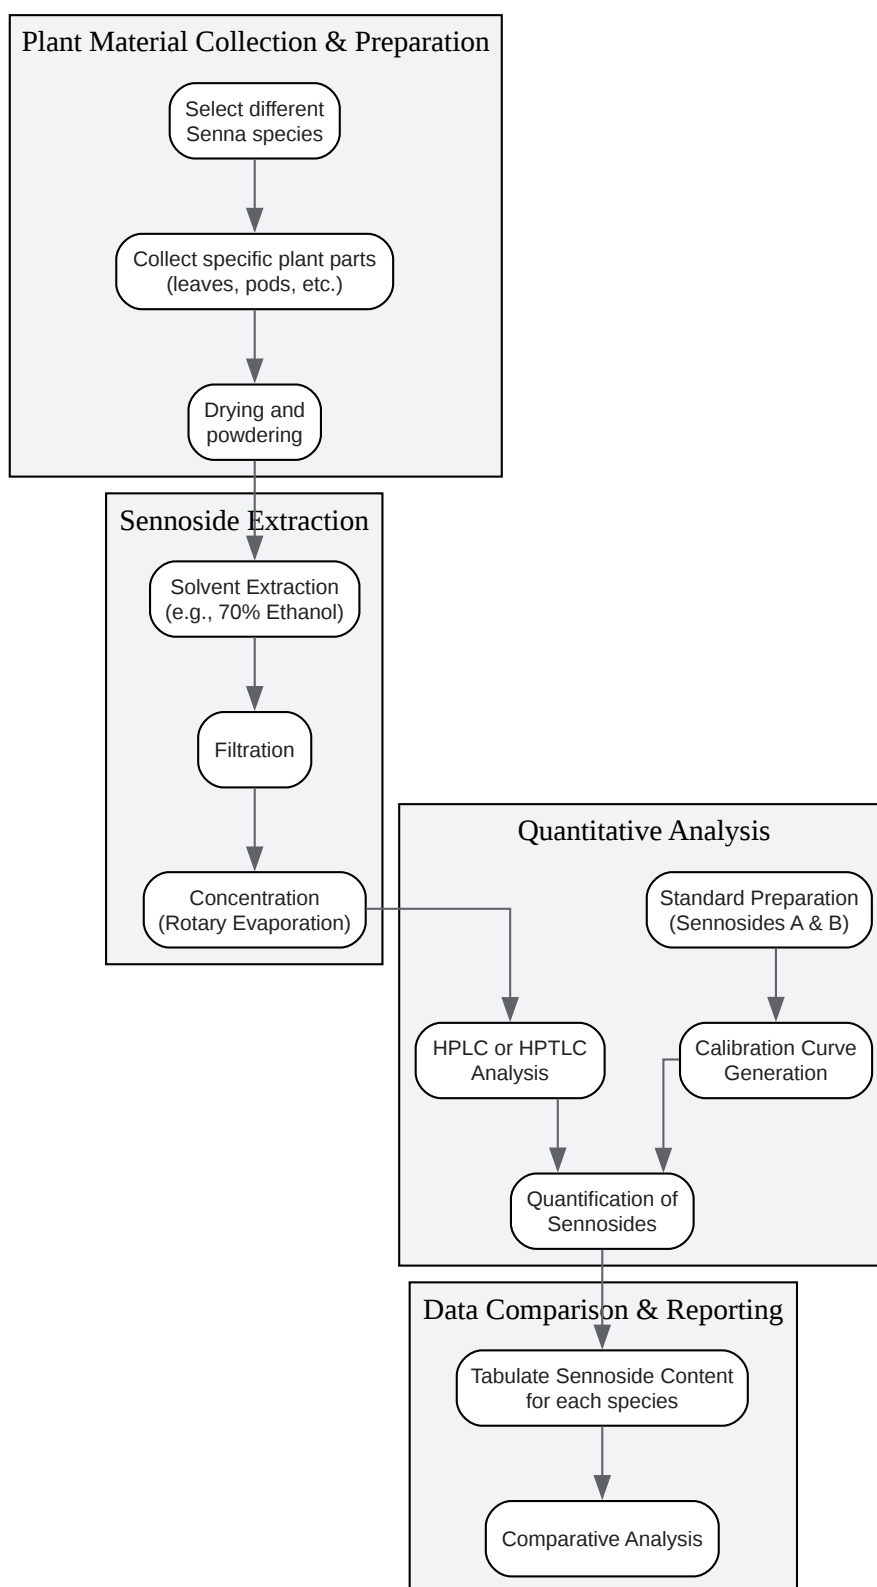 Plant Material Collection & Preparation
Select different
Senna species
Collect specific plant parts
(leaves, pods, etc.)
Drying and
powdering
Sennoside Extraction
Solvent Extraction
(e.g., 70% Ethanol)
Filtration
Concentration
(Rotary Evaporation)
Quantitative Analysis
Standard Preparation
(Sennosides A & B)
HPLC or HPTLC
Analysis
Calibration Curve
Generation
Quantification of
Sennosides
Data Comparison & Reporting
Tabulate Sennoside Content
for each species
Comparative Analysis